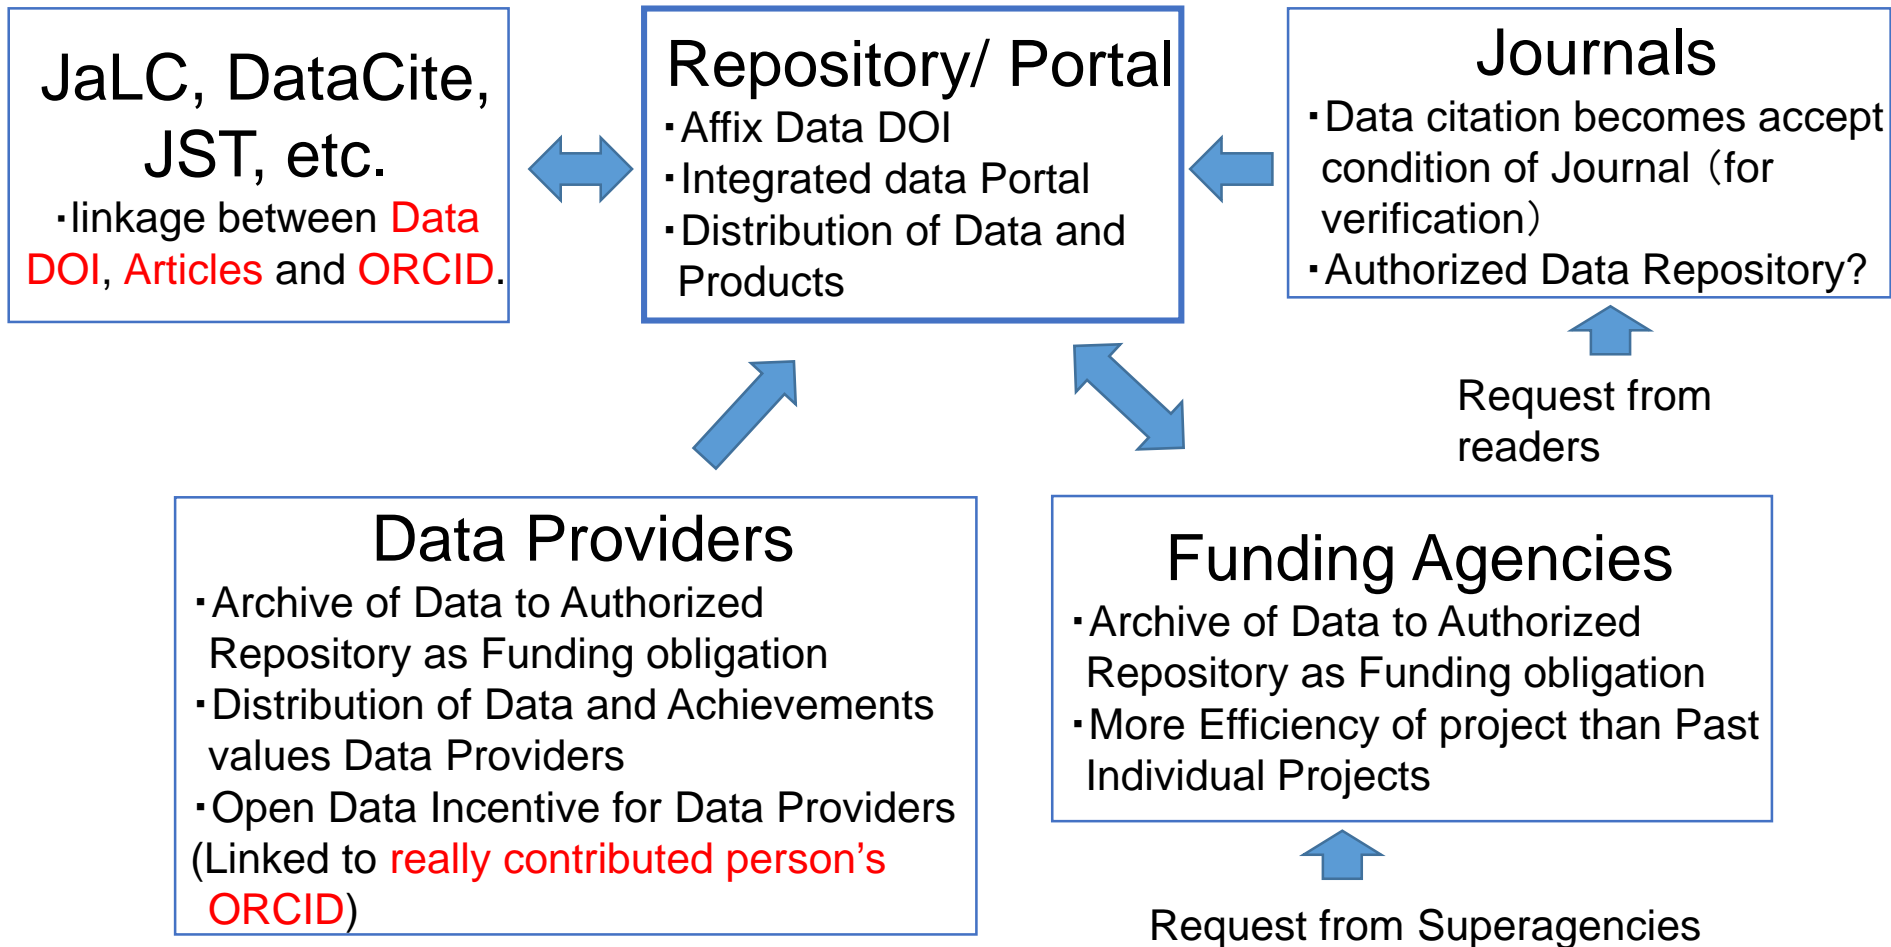 JaLC, DataCite,
JST, etc.
・linkage between Data
DOI, Articles and ORCID.
Repository/ Portal
・Affix Data DOI
・Integrated data Portal
・Distribution of Data and
Products
Journals
・Data citation becomes accept
condition of Journal（for
verification）
・Authorized Data Repository?
Request from
readers
Data Providers
・Archive of Data to Authorized
Repository as Funding obligation
・Distribution of Data and Achievements
values Data Providers
・Open Data Incentive for Data Providers
(Linked to really contributed person’s
ORCID)
Funding Agencies
・Archive of Data to Authorized
Repository as Funding obligation
・More Efficiency of project than Past
Individual Projects
Request from Superagencies